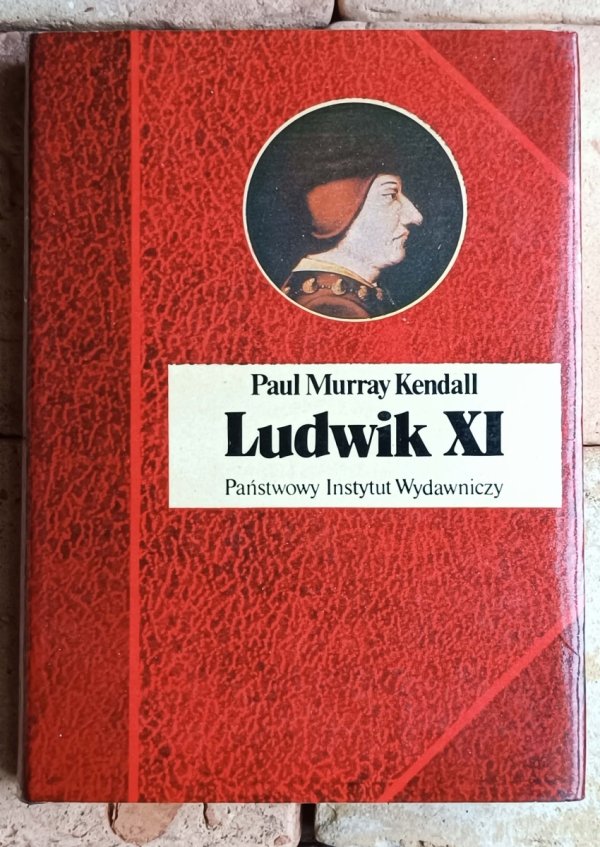 Paul Murray Kendall
Ludwik XI
Państwowy Instytut Wydawniczy